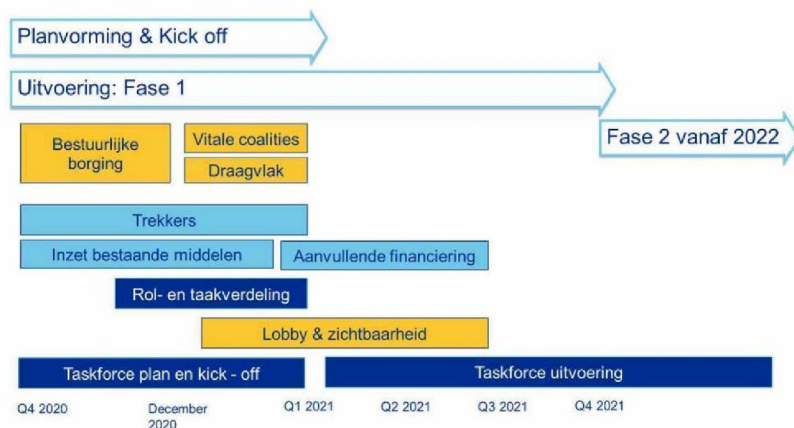 Planvorming & Kick off
Uitvoering: Fase 1
Fase 2 vanaf 2022
Bestuurlijke
borging
Vitale coalities
Draagvlak
Trekkers
Inzet bestaande middelen
Aanvullende financiering
Rol- en taakverdeling
Lobby & zichtbaarheid
Taskforce plan en kick - off
Taskforce uitvoering
Q4 2020
December
2020
Q1 2021
Q2 2021
Q3 2021
Q4 2021